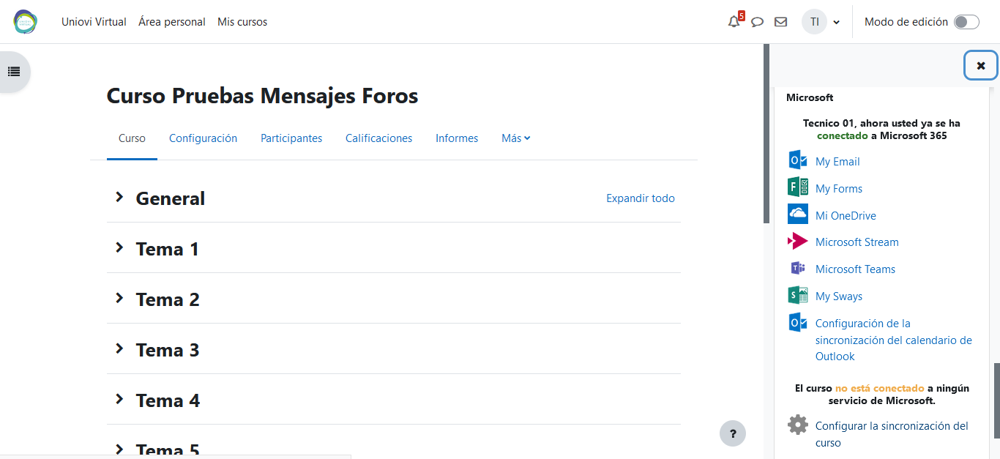 Uniovi Virtual Área personal Mis cursos 5 TI Modo de edición
Curso Pruebas Mensajes Foros
Curso Configuración Participantes Calificaciones Informes Más
General Expandir todo
Tema 1
Tema 2
Tema 3
Tema 4
Tema 5
?
Microsoft
Tecnico 01, ahora usted ya se ha
conectado a Microsoft 365
My Email
My Forms
Mi OneDrive
Microsoft Stream
Microsoft Teams
My Sways
Configuración de la
sincronización del calendario de
Outlook
El curso no está conectado a ningún
servicio de Microsoft.
Configurar la sincronización del
curso